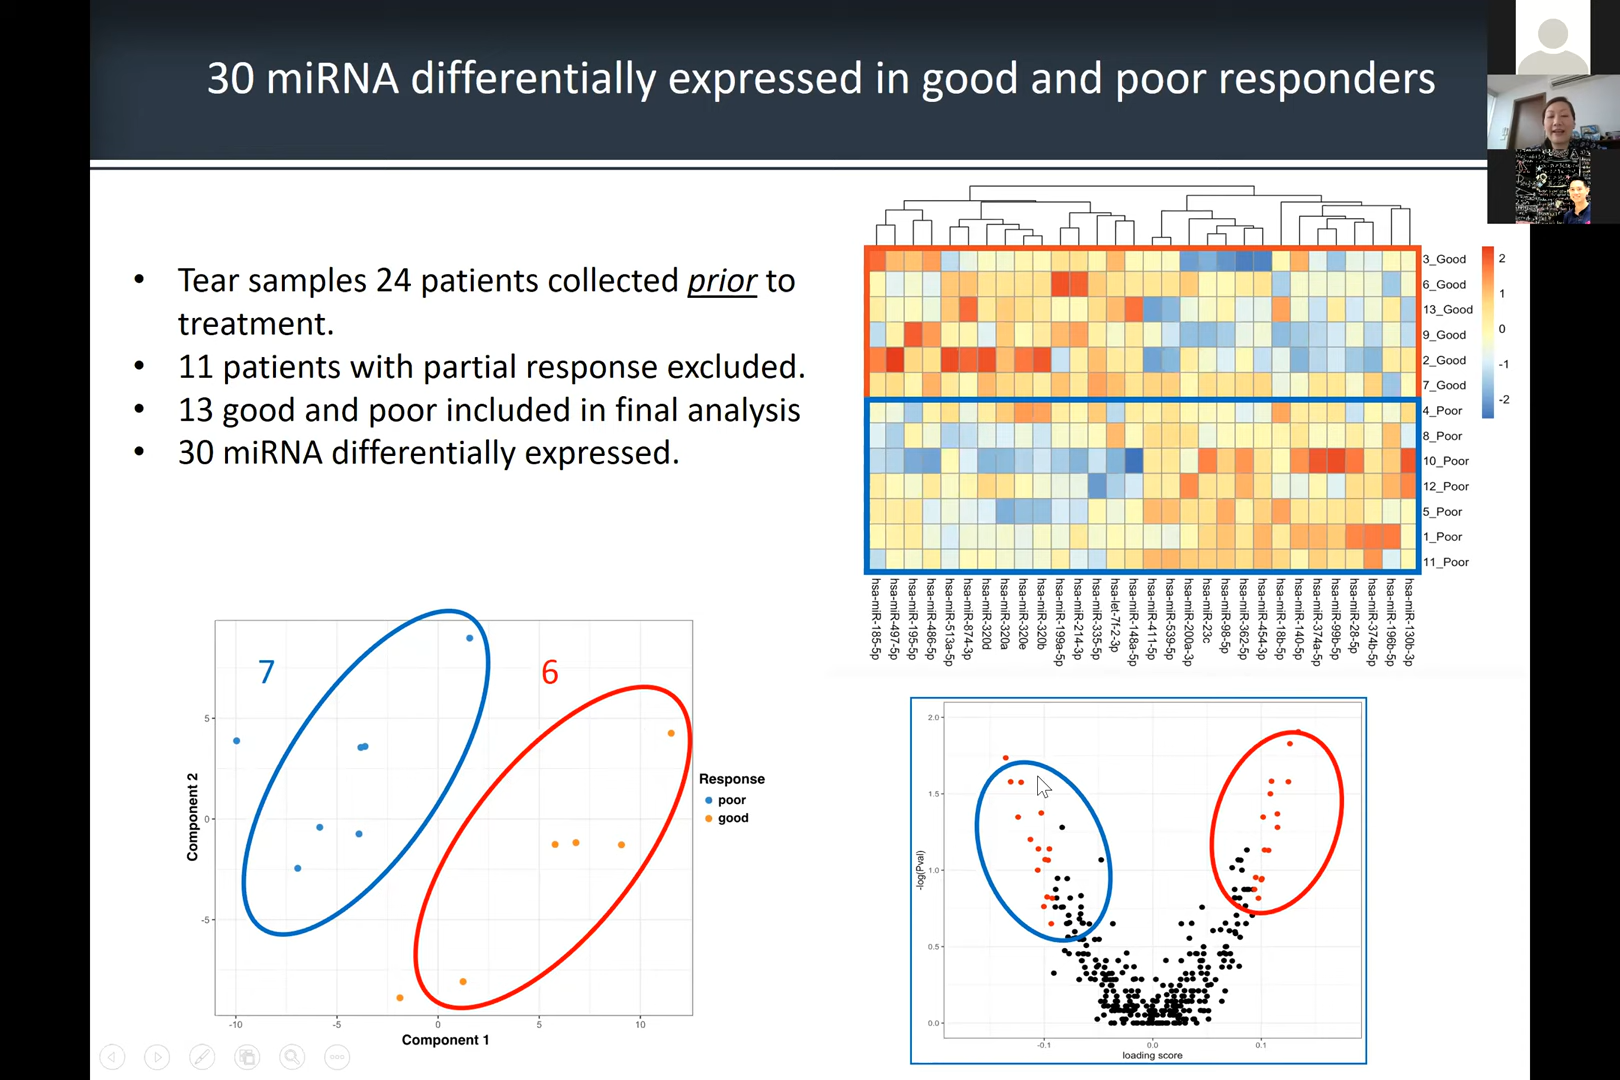 30 miRNA differentially expressed in good and poor responders
• Tear samples 24 patients collected prior to
treatment.
• 11 patients with partial response excluded.
• 13 good and poor included in final analysis
• 30 miRNA differentially expressed.
3_Good
6_Good
13_Good
9_Good
2_Good
7_Good
4_Poor
8_Poor
10_Poor
12_Poor
5_Poor
1_Poor
11_Poor
2
1
0
-1
-2
hsa-miR-185-5p
hsa-miR-497-5p
hsa-miR-195-5p
hsa-miR-486-5p
hsa-miR-513a-5p
hsa-miR-874-3p
hsa-miR-320d
hsa-miR-320a
hsa-miR-320e
hsa-miR-320b
hsa-miR-199a-5p
hsa-miR-214-3p
hsa-miR-335-5p
hsa-let-7f-2-3p
hsa-miR-148a-5p
hsa-miR-411-5p
hsa-miR-539-5p
hsa-miR-200a-3p
hsa-miR-23c
hsa-miR-98-5p
hsa-miR-362-5p
hsa-miR-454-3p
hsa-miR-18b-5p
hsa-miR-140-5p
hsa-miR-374a-5p
hsa-miR-99b-5p
hsa-miR-28-5p
hsa-miR-374b-5p
hsa-miR-196b-5p
hsa-miR-130b-3p
7
6
5
0
-5
Component 2
-10
-5
0
5
10
Component 1
Response
poor
good
2.0
1.5
1.0
0.5
0.0
-log(Pval)
-0.1
0.0
0.1
loading score